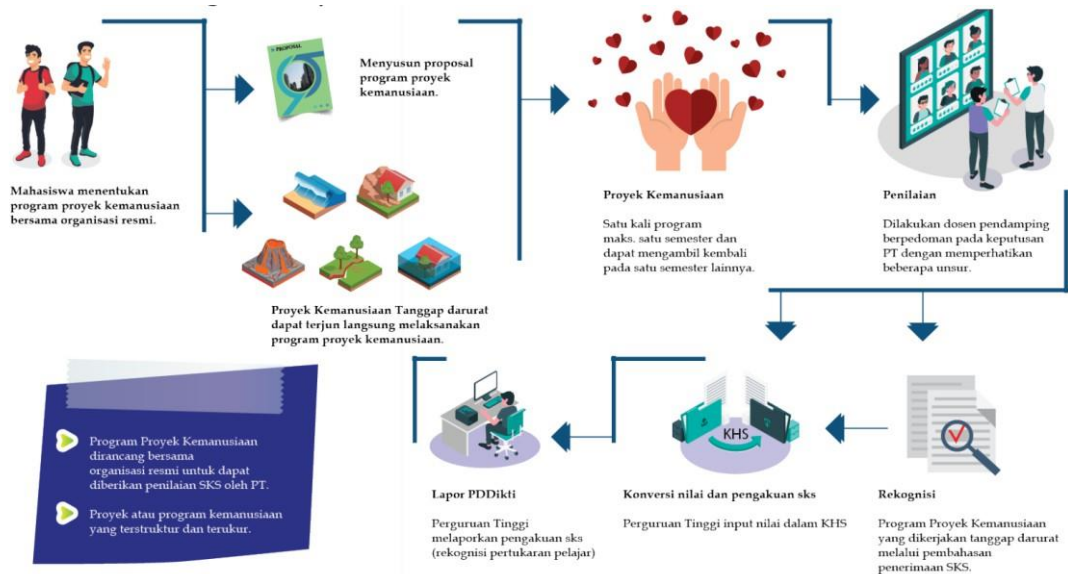 PROPOSAL
Menyusun proposal
program proyek
kemanusiaan.
Mahasiswa menentukan
program proyek kemanusiaan
bersama organisasi resmi.
Proyek Kemanusiaan Tanggap darurat
dapat terjun langsung melaksanakan
program proyek kemanusiaan.
Proyek Kemanusiaan
Satu kali program
maks. satu semester dan
dapat mengambil kembali
pada satu semester lainnya.
Penilaian
Dilakukan dosen pendamping
berpedoman pada keputusan
PT dengan memperhatikan
beberapa unsur.
Program Proyek Kemanusiaan
dirancang bersama
organisasi resmi untuk dapat
diberikan penilaian SKS oleh PT.
Proyek atau program kemanusiaan
yang terstruktur dan terukur.
Lapor PDDikti
Perguruan Tinggi
melaporkan pengakuan sks
(rekognisi pertukaran pelajar)
KHS
Konversi nilai dan pengakuan sks
Perguruan Tinggi input nilai dalam KHS
Rekognisi
Program Proyek Kemanusiaan
yang dikerjakan tanggap darurat
melalui pembahasan
penerimaan SKS.